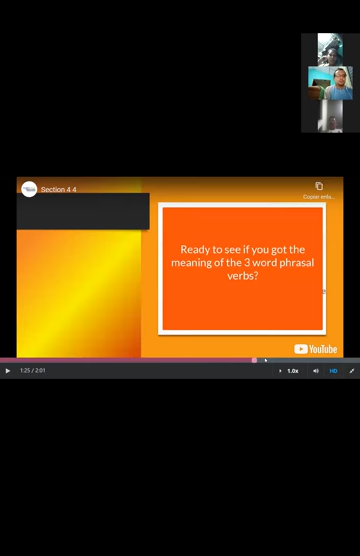 Section 4 4
Copiar enla...
Ready to see if you got the
meaning of the 3 word phrasal
verbs?
e
YouTube
1:25 / 2:01
1.0x
HD